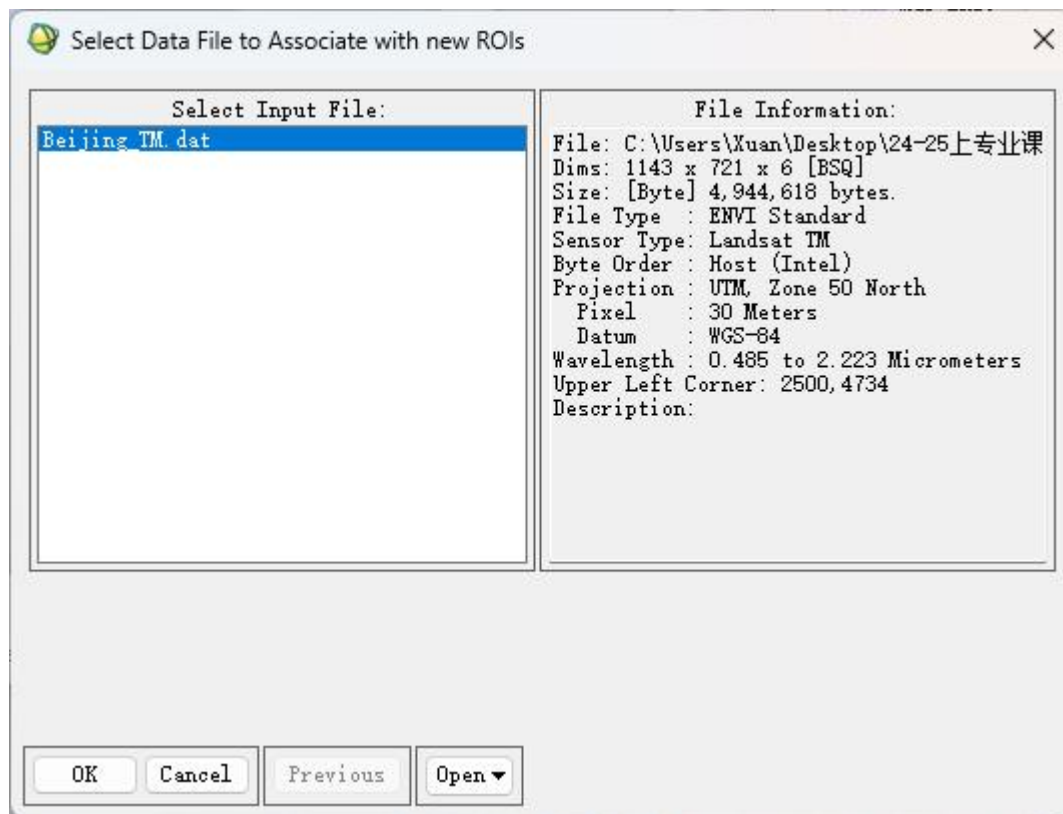 Select Data File to Associate with new ROIs
Select Input File:
Beijing_TM.dat
File Information:
File: C:\Users\Xuan\Desktop\24-25上专业课
Dims: 1143 x 721 x 6 [BSQ]
Size: [Byte] 4,944,618 bytes.
File Type : ENVI Standard
Sensor Type: Landsat TM
Byte Order : Host (Intel)
Projection : UTM, Zone 50 North
Pixel : 30 Meters
Datum : WGS-84
Wavelength : 0.485 to 2.223 Micrometers
Upper Left Corner: 2500,4734
Description:
OK
Cancel
Previous
Open